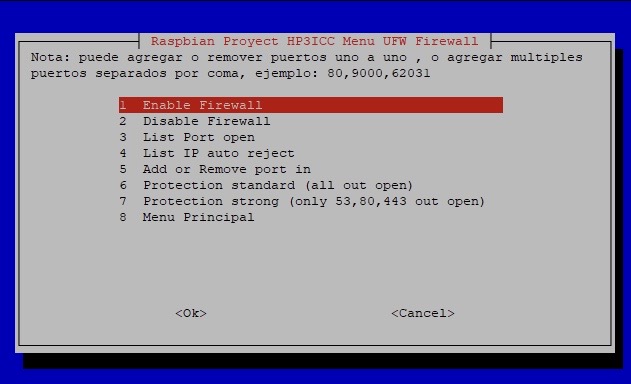 Raspbian Proyect HP3ICC Menu UFW Firewall
Nota: puede agregar o remover puertos uno a uno , o agregar multiples
puertos separados por coma, ejemplo: 80,9000,62031
1 Enable Firewall
2 Disable Firewall
3 List Port open
4 List IP auto reject
5 Add or Remove port in
6 Protection standard (all out open)
7 Protection strong (only 53,80,443 out open)
8 Menu Principal
<Ok> <Cancel>